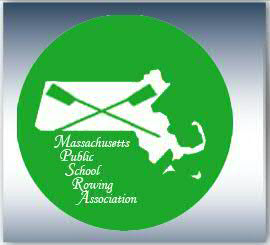 Massachusetts
Public
School
Rowing
Association